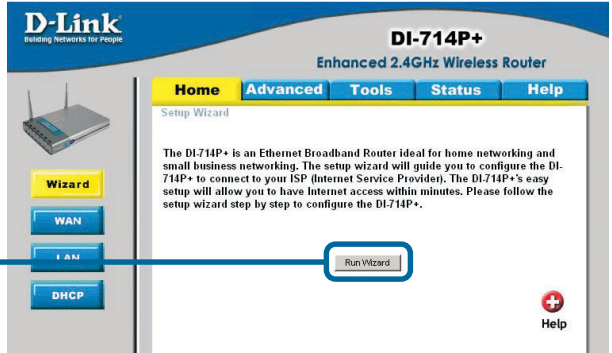 D-Link
Building Networks for People
DI-714P+
Enhanced 2.4GHz Wireless Router
Home Advanced Tools Status Help
Setup Wizard
The DI-714P+ is an Ethernet Broadband Router ideal for home networking and
small business networking. The setup wizard will guide you to configure the DI-
714P+ to connect to your ISP (Internet Service Provider). The DI-714P+'s easy
setup will allow you to have Internet access within minutes. Please follow the
setup wizard step by step to configure the DI-714P+.
Wizard
WAN
LAN
DHCP
Run Wizard
Help